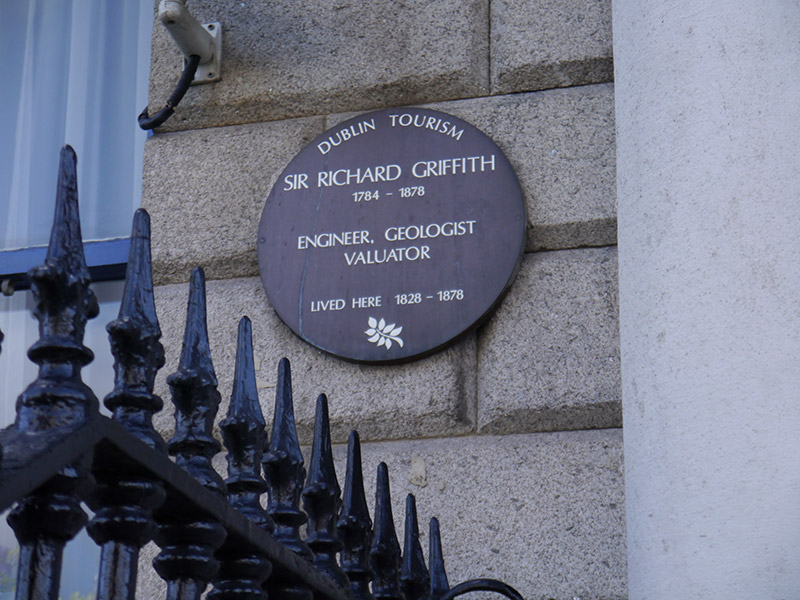 DUBLIN TOURISM
SIR RICHARD GRIFFITH
1784 – 1878
ENGINEER, GEOLOGIST
VALUATOR
LIVED HERE 1828 – 1878